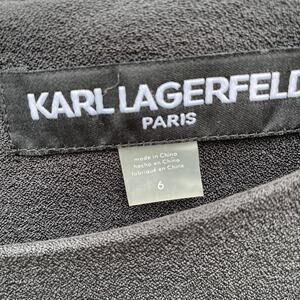 KARL LAGERFELD
PARIS
made in China
hecho en China
fabriqué en Chine
6